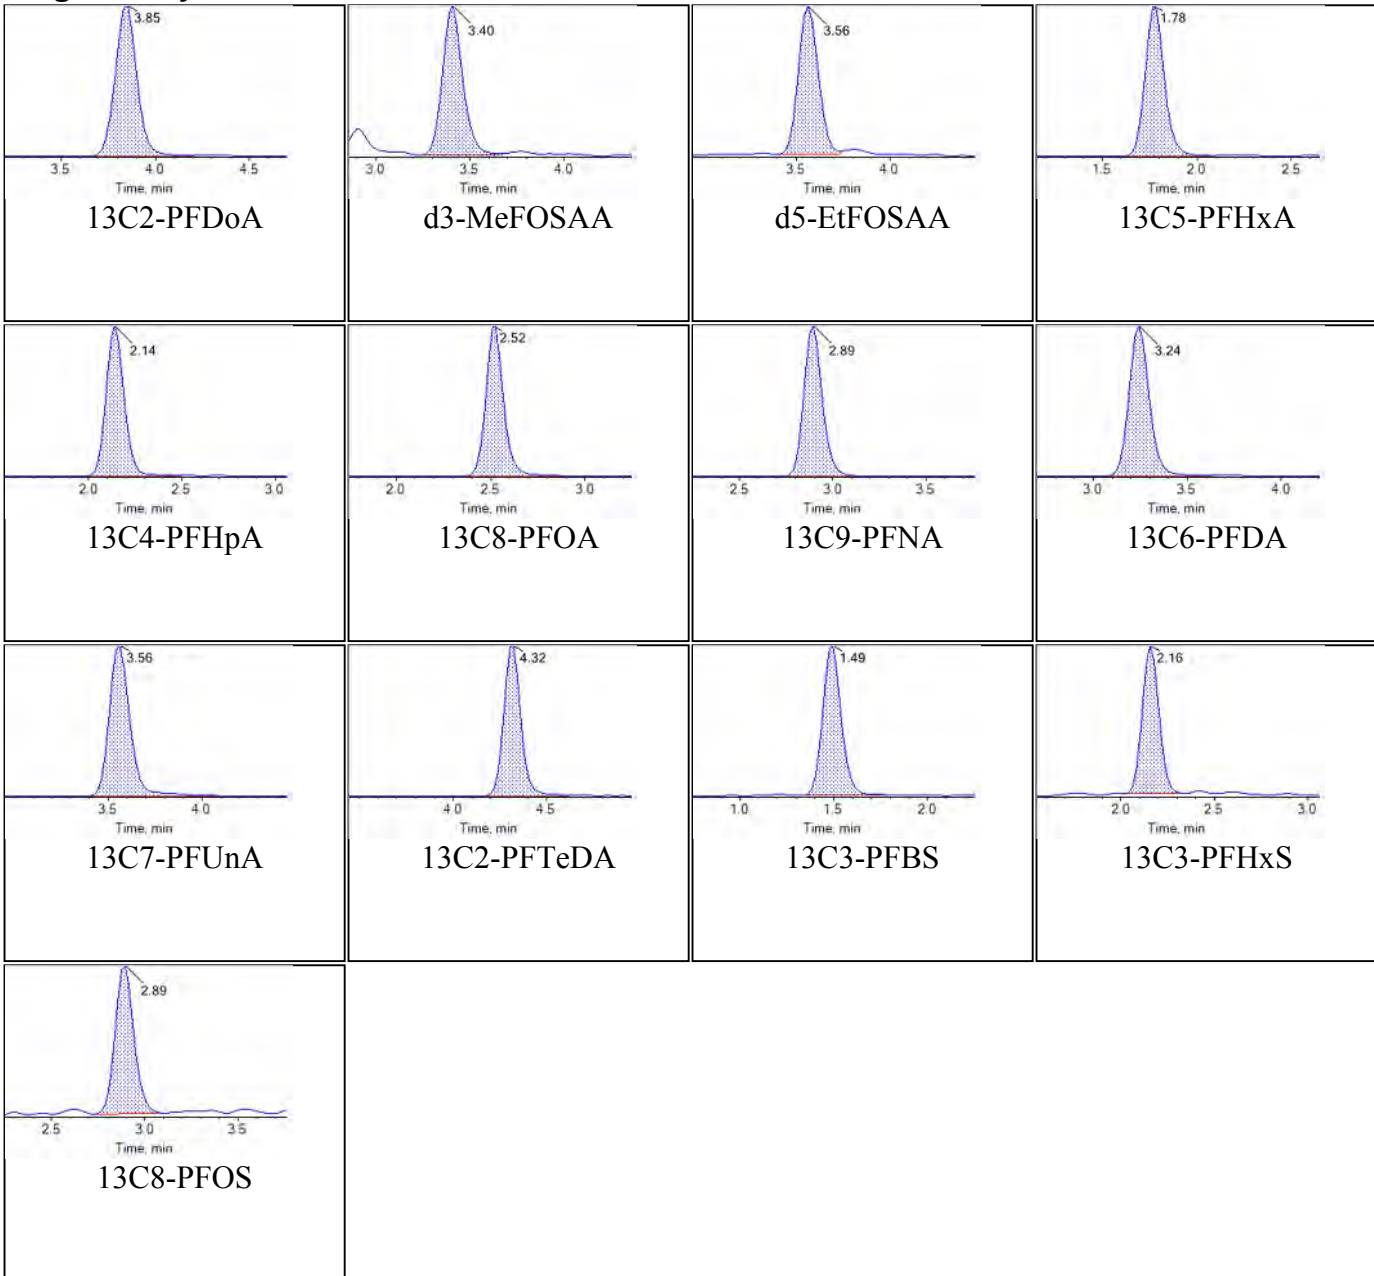 3.85
3.5 4.0 4.5
Time, min
13C2-PFDoA
3.40
3.0 3.5 4.0
Time, min
d3-MeFOSAA
3.56
3.5 4.0
Time, min
d5-EtFOSAA
1.78
1.5 2.0 2.5
Time, min
13C5-PFHxA
2.14
2.0 2.5 3.0
Time, min
13C4-PFHpA
2.52
2.0 2.5 3.0
Time, min
13C8-PFOA
2.89
2.5 3.0 3.5
Time, min
13C9-PFNA
3.24
3.0 3.5 4.0
Time, min
13C6-PFDA
3.56
3.5 4.0
Time, min
13C7-PFUnA
4.32
4.0 4.5
Time, min
13C2-PFTeDA
1.49
1.0 1.5 2.0
Time, min
13C3-PFBS
2.16
2.0 2.5 3.0
Time, min
13C3-PFHxS
2.89
2.5 3.0 3.5
Time, min
13C8-PFOS